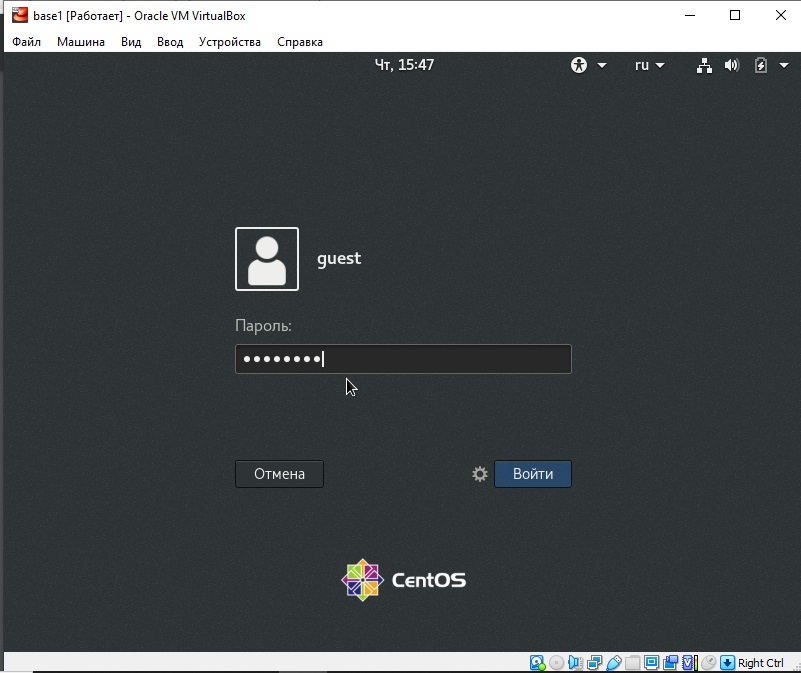 base1 [Работает] - Oracle VM VirtualBox
Файл Машина Вид Ввод Устройства Справка
Чт, 15:47 ru
guest
Пароль:
Отмена Войти
CentOS
Right Ctrl